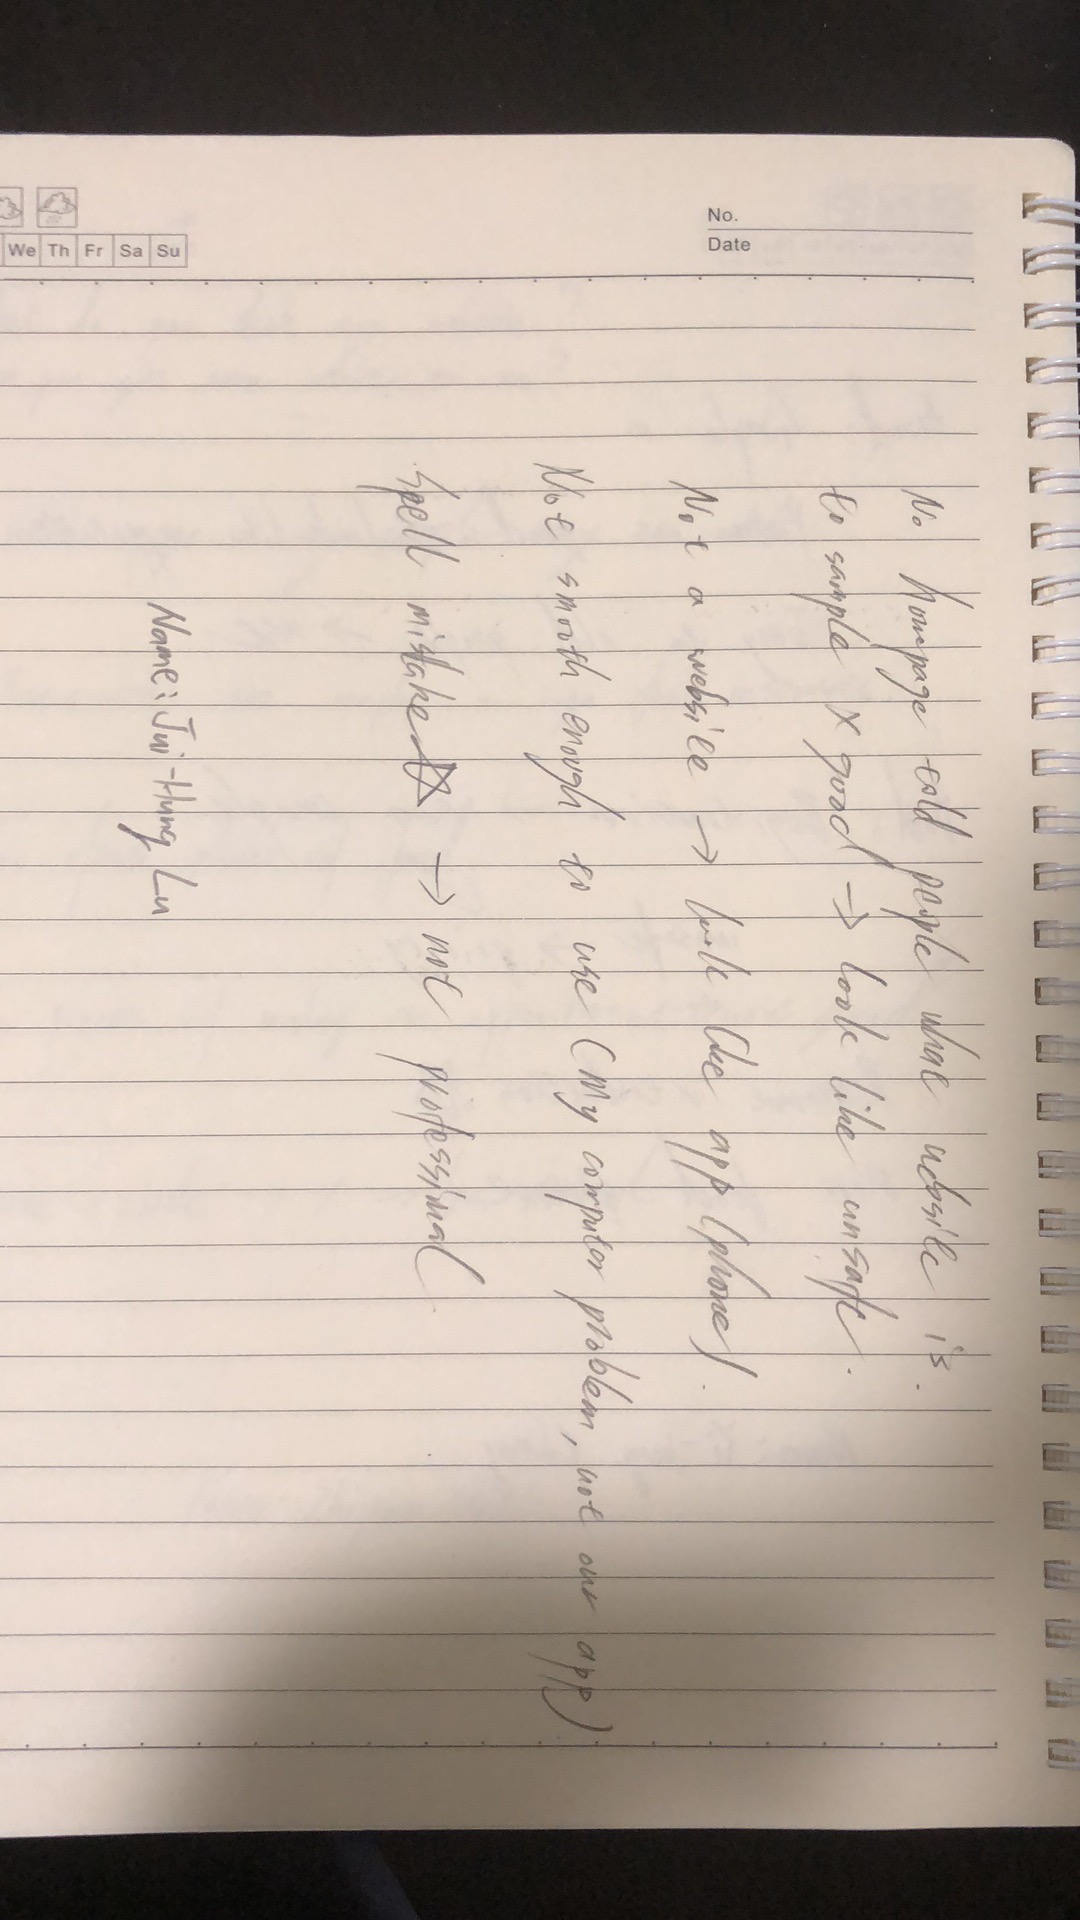 No.
Date
We Th Fr Sa Su
No hompage told people what website is.
to sample X good → look like unsafe.
Not a website → look like app (phone).
Not smooth enough to use (My computer problem, not our app)
Spell mistake → not professional
Name: Jui-Hung Lu